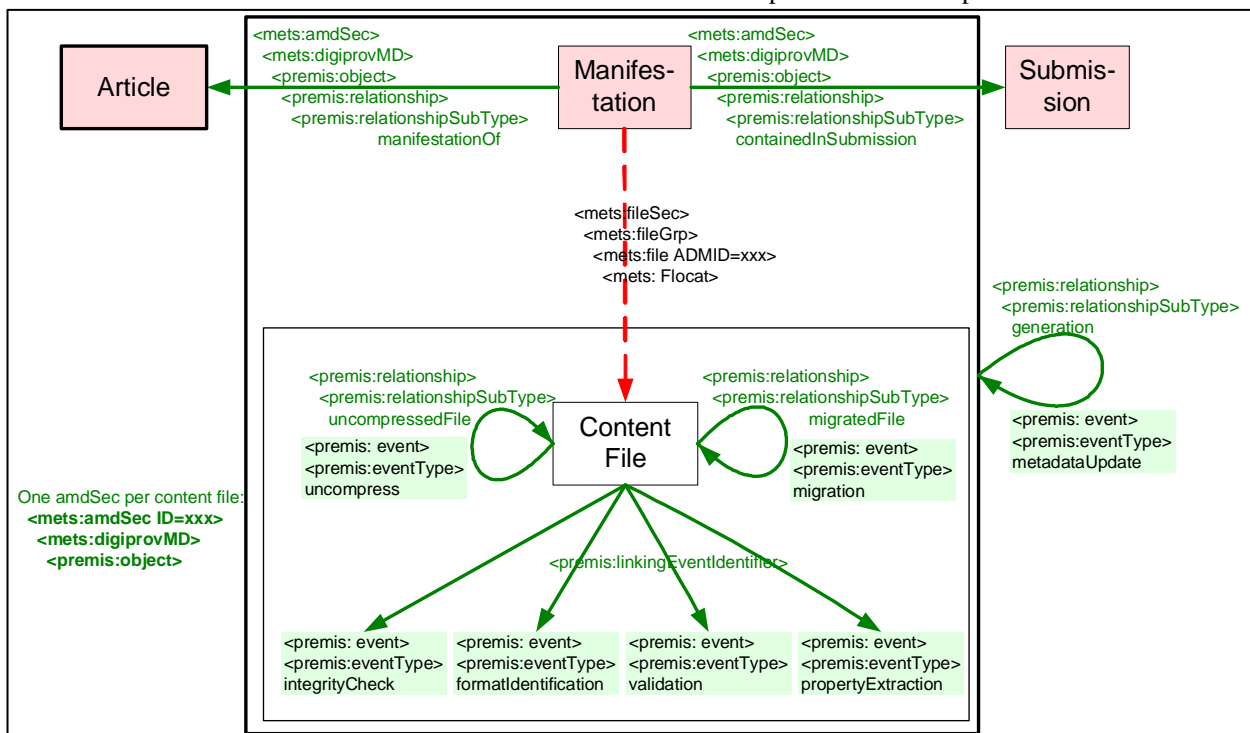 Article
<mets:amdSec>
<mets:digiprovMD>
<premis:object>
<premis:relationship>
<premis:relationshipSubType>
manifestationOf
Manifes-
tation
<mets:amdSec>
<mets:digiprovMD>
<premis:object>
<premis:relationship>
<premis:relationshipSubType>
containedInSubmission
Submis-
sion
<mets:fileSec>
<mets:fileGrp>
<mets:file ADMID=xxx>
<mets: Flocat>
<premis:relationship>
<premis:relationshipSubType>
generation
<premis: event>
<premis:eventType>
metadataUpdate
<premis:relationship>
<premis:relationshipSubType>
uncompressedFile
<premis: event>
<premis:eventType>
uncompress
Content
File
<premis:relationship>
<premis:relationshipSubType>
migratedFile
<premis: event>
<premis:eventType>
migration
One amdSec per content file:
<mets:amdSec ID=xxx>
<mets:digiprovMD>
<premis:object>
<premis:linkingEventIdentifier>
<premis: event>
<premis:eventType>
integrityCheck
<premis: event>
<premis:eventType>
formatIdentification
<premis: event>
<premis:eventType>
validation
<premis: event>
<premis:eventType>
propertyExtraction